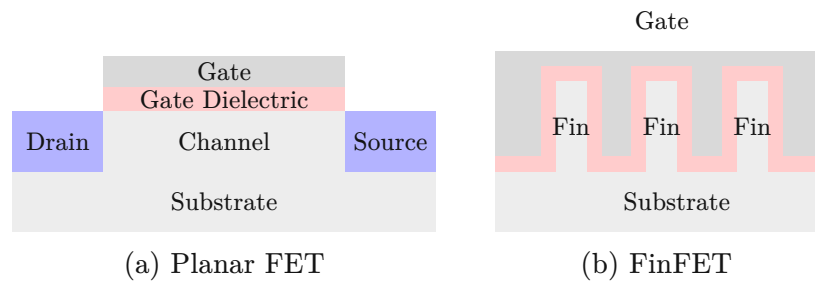 Gate
Gate Dielectric
Drain
Channel
Source
Substrate
(a) Planar FET
Gate
Fin Fin Fin
Substrate
(b) FinFET